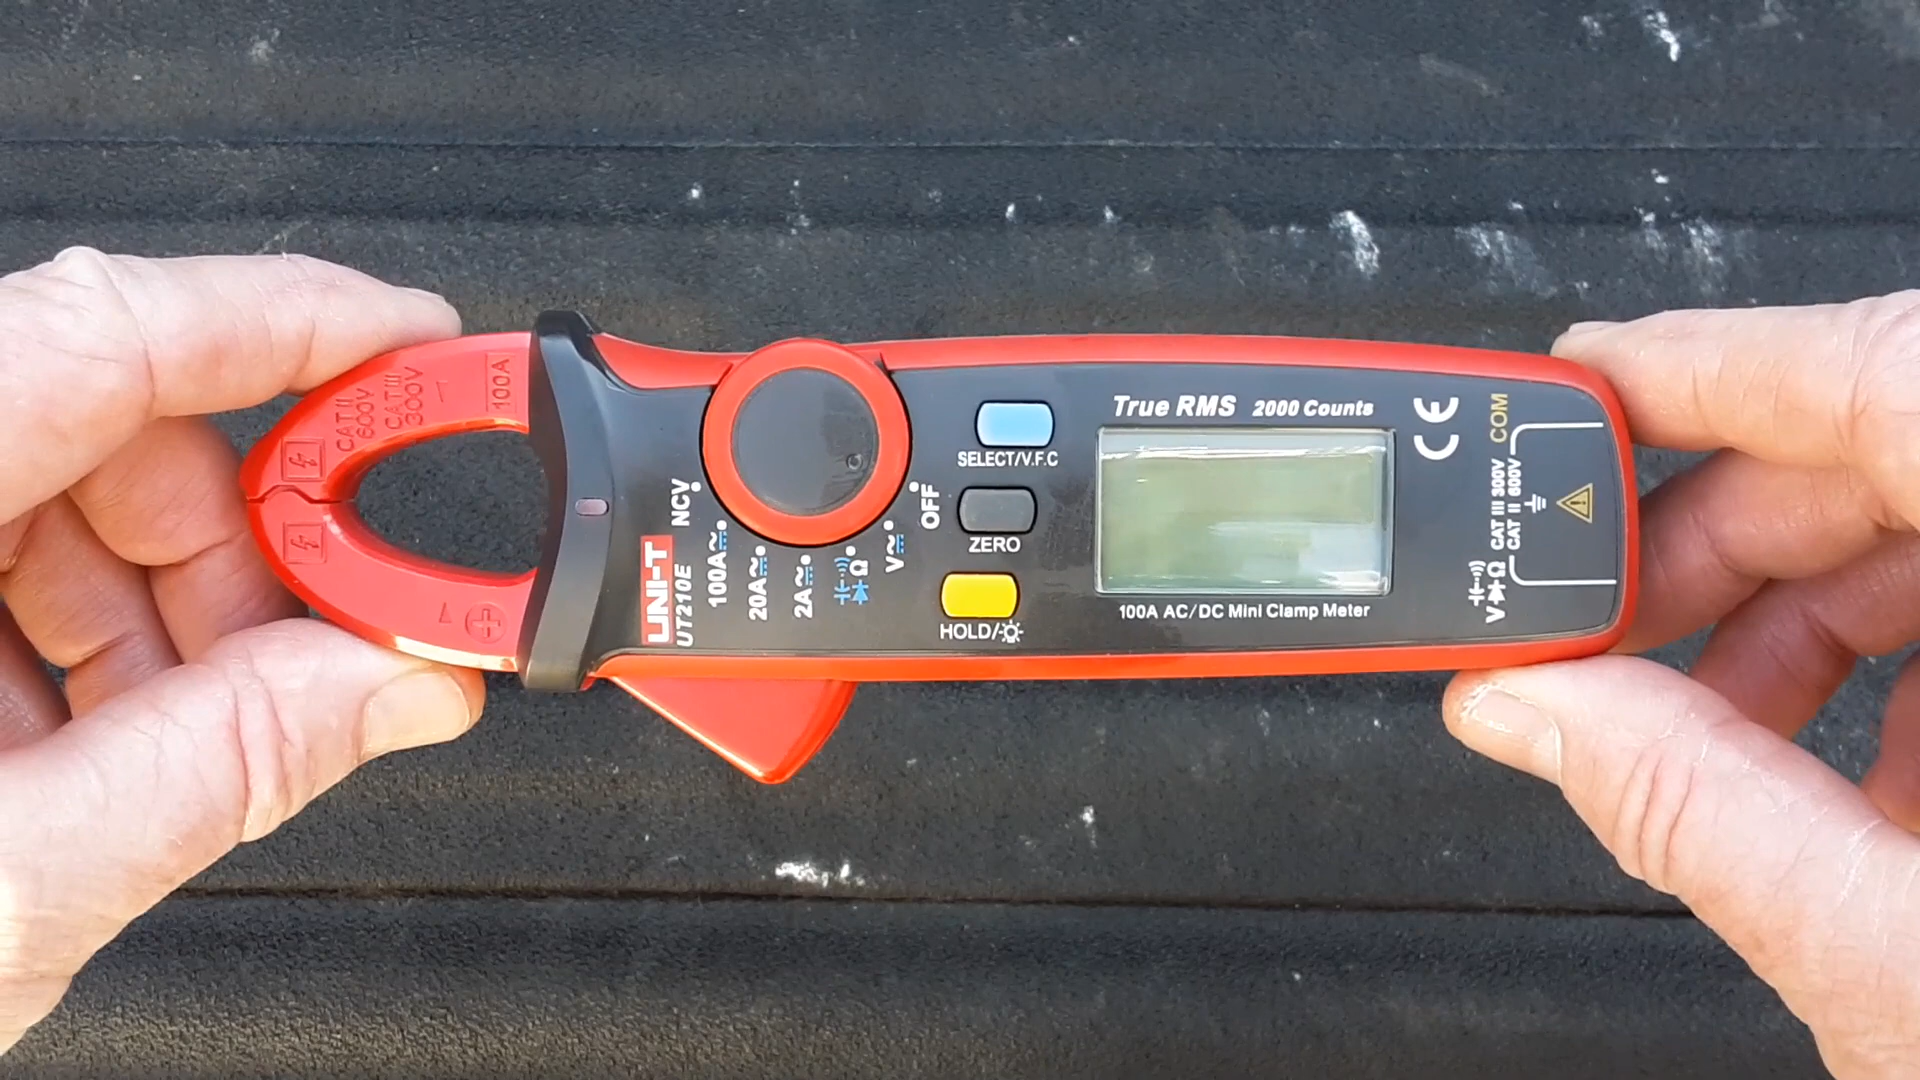 CAT II
600V
CAT III
300V
100A
UNI-T
UT210E
NCV
100A
20A
2A
Ω
V
OFF
SELECT/V.F.C
ZERO
HOLD/
True RMS 2000 Counts
100A AC/DC Mini Clamp Meter
CE
COM
CAT III 300V
CAT II 600V
V Ω